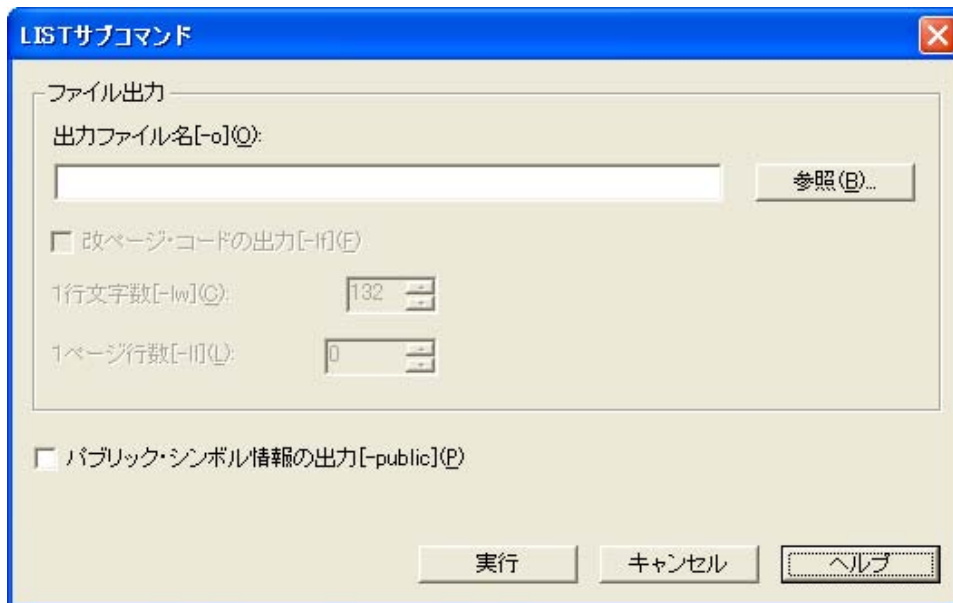 LISTサブコマンド
ファイル出力
出力ファイル名[-o](O):
参照(B)...
改ページ・コードの出力[-lf](F)
1行文字数[-lw](C):
132
1ページ行数[-ll](L):
0
パブリック・シンボル情報の出力[-public](P)
実行
キャンセル
ヘルプ